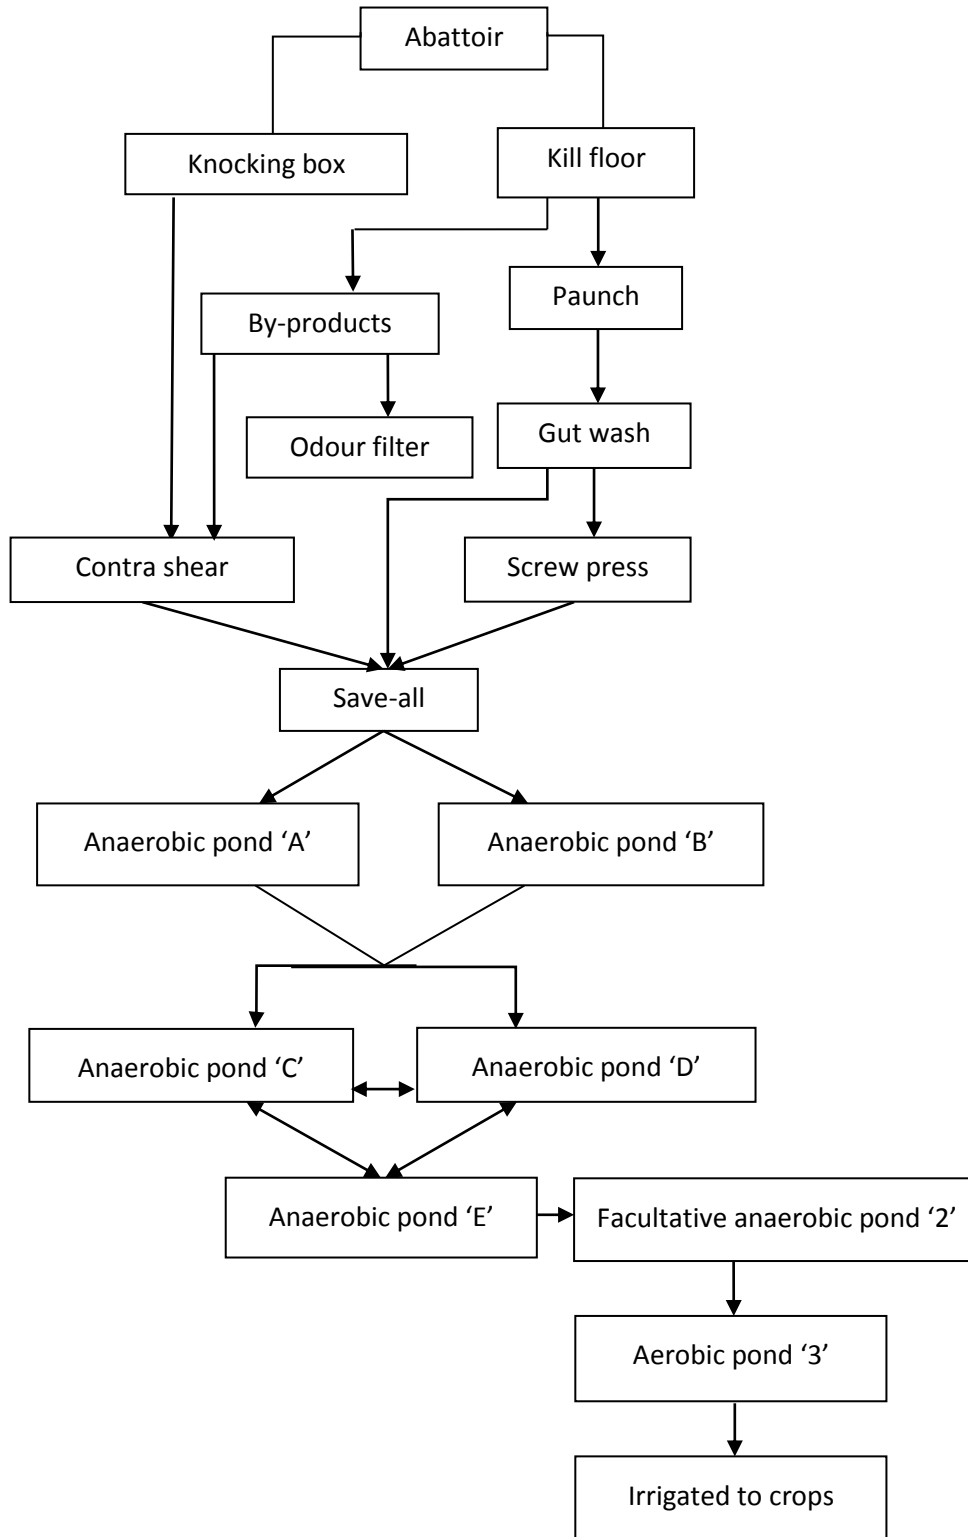 Abattoir
Knocking box
Kill floor
Paunch
By-products
Gut wash
Odour filter
Contra shear
Screw press
Save-all
Anaerobic pond ‘A’
Anaerobic pond ‘B’
Anaerobic pond ‘C’
Anaerobic pond ‘D’
Anaerobic pond ‘E’
Facultative anaerobic pond ‘2’
Aerobic pond ‘3’
Irrigated to crops